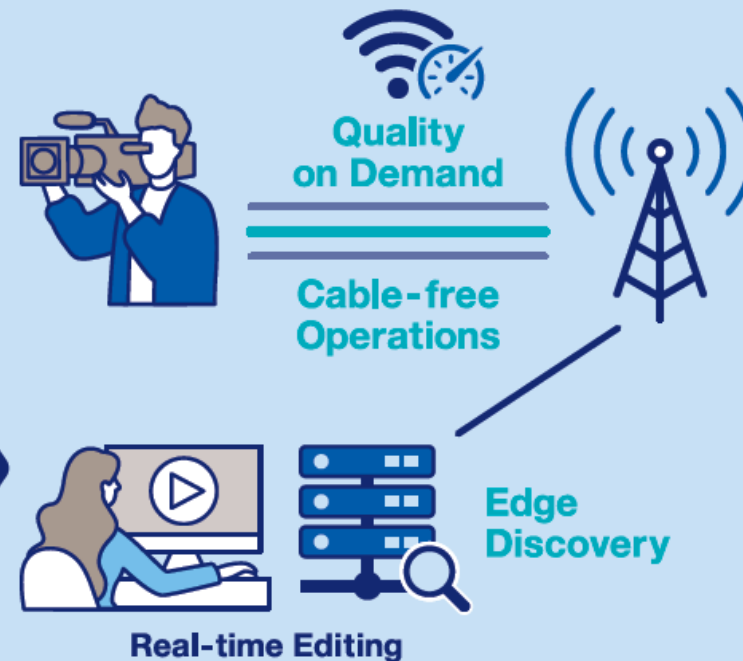 Quality
on Demand
Cable-free
Operations
Edge
Discovery
Real-time Editing